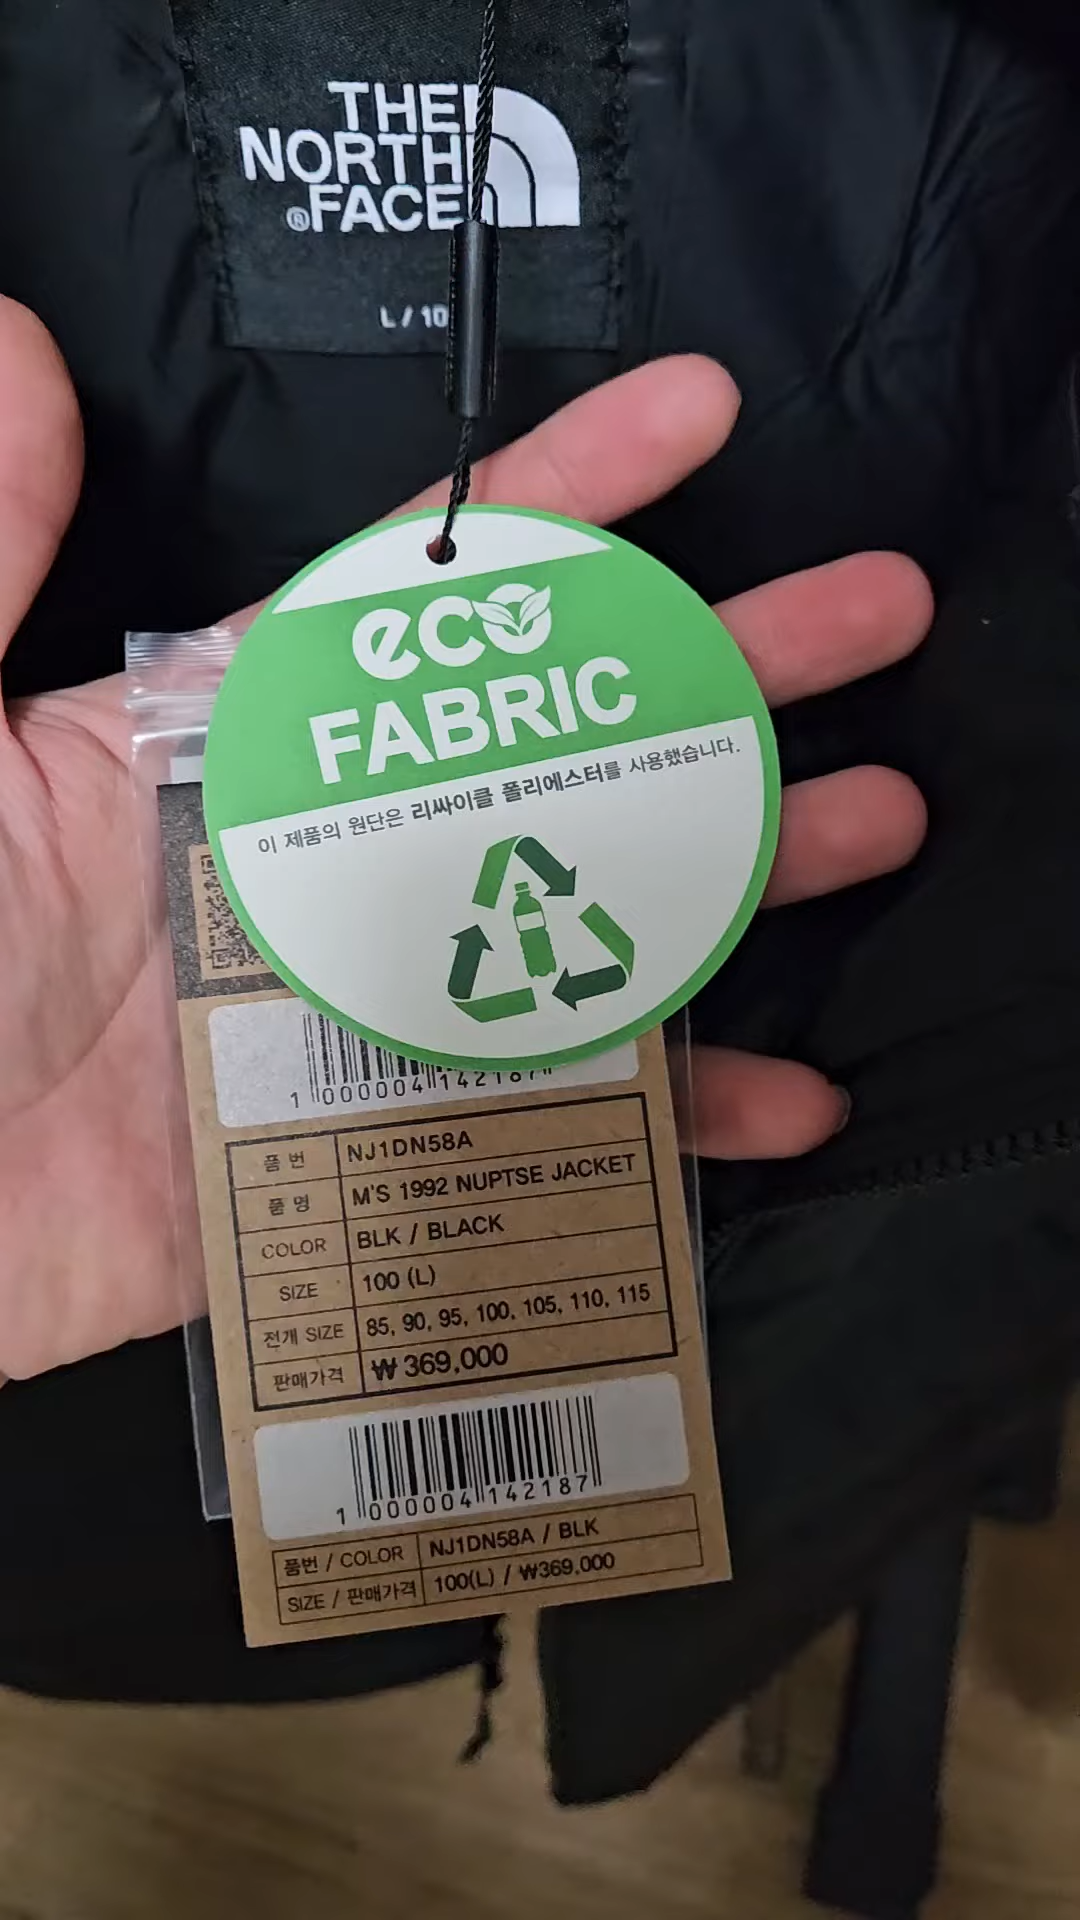 THE
NORTH
®FACE
L / 10
eco
FABRIC
이 제품의 원단은 리싸이클 폴리에스터를 사용했습니다.
1 000004 142187
품 번 NJ1DN58A
품 명 M'S 1992 NUPTSE JACKET
COLOR BLK / BLACK
SIZE 100 (L)
전개 SIZE 85, 90, 95, 100, 105, 110, 115
판매가격 ₩ 369,000
1 000004 142187
품번 / COLOR NJ1DN58A / BLK
SIZE / 판매가격 100(L) / ₩369,000